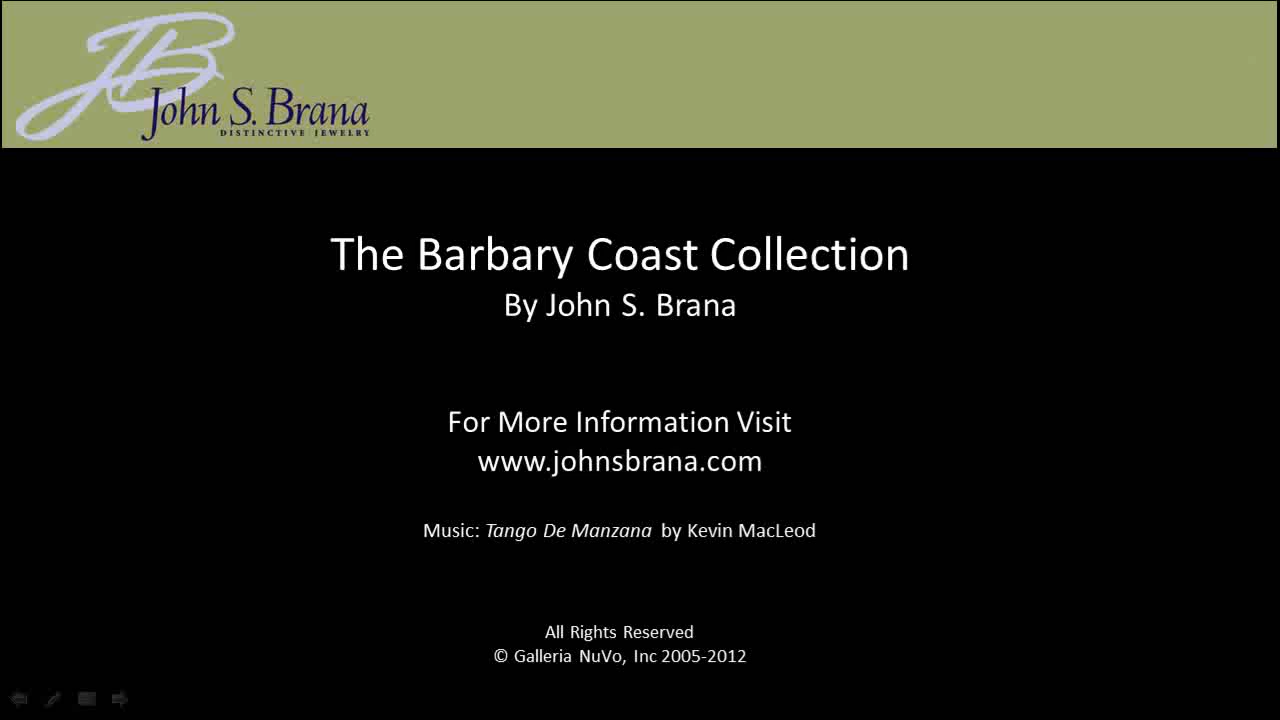 JB
John S. Brana
DISTINCTIVE JEWELRY
The Barbary Coast Collection
By John S. Brana
For More Information Visit
www.johnsbrana.com
Music: Tango De Manzana by Kevin MacLeod
All Rights Reserved
© Galleria NuVo, Inc 2005-2012